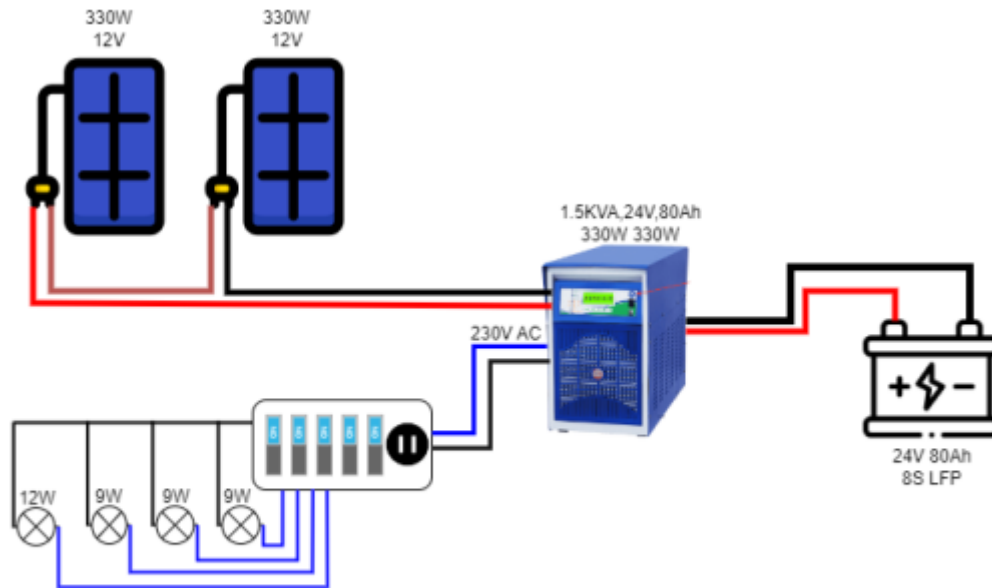 330W
12V
330W
12V
1.5KVA,24V,80Ah
330W 330W
230V AC
12W
9W
9W
9W
24V 80Ah
8S LFP